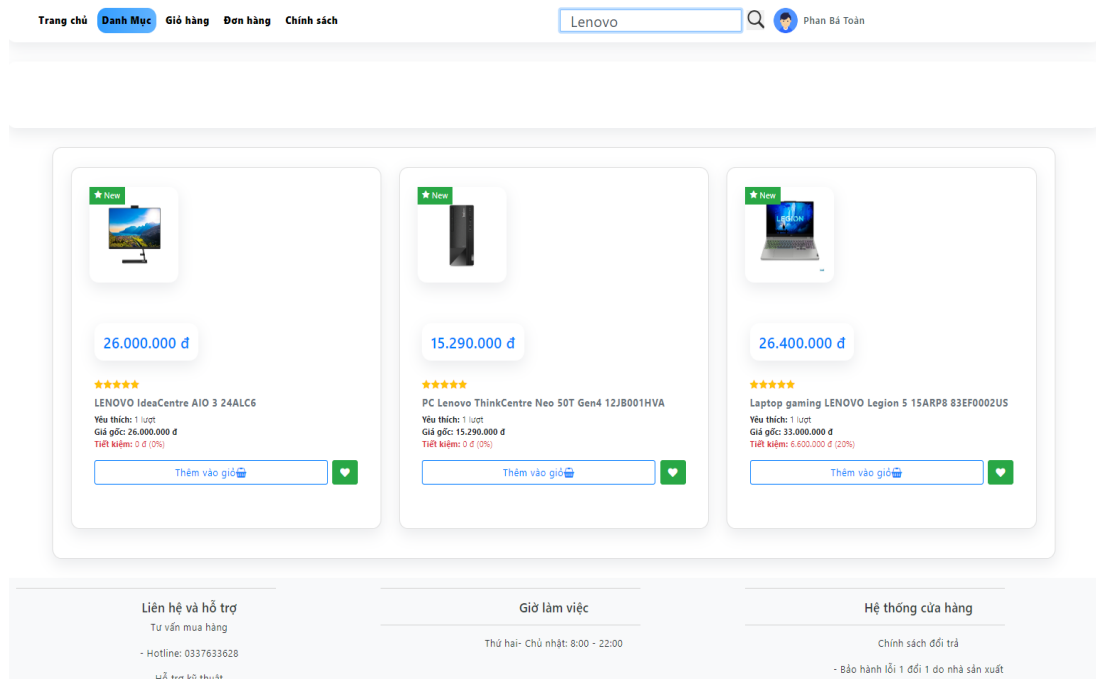 Trang chủ Danh Mục Giỏ hàng Đơn hàng Chính sách Lenovo Phan Bá Toàn
New New New
LEGION
26.000.000 đ 15.290.000 đ 26.400.000 đ
LENOVO IdeaCentre AIO 3 24ALC6 PC Lenovo ThinkCentre Neo 50T Gen4 12JB001HVA Laptop gaming LENOVO Legion 5 15ARP8 83EF0002US
Yêu thích: 1 lượt Yêu thích: 1 lượt Yêu thích: 1 lượt
Giá gốc: 26.000.000 đ Giá gốc: 15.290.000 đ Giá gốc: 33.000.000 đ
Tiết kiệm: 0 đ (0%) Tiết kiệm: 0 đ (0%) Tiết kiệm: 6.600.000 đ (20%)
Thêm vào giỏ Thêm vào giỏ Thêm vào giỏ
Liên hệ và hỗ trợ Giờ làm việc Hệ thống cửa hàng
Tư vấn mua hàng
Thứ hai- Chủ nhật: 8:00 - 22:00 Chính sách đổi trả
- Hotline: 0337633628
- Bảo hành lỗi 1 đổi 1 do nhà sản xuất
Hỗ trợ kỹ thuật